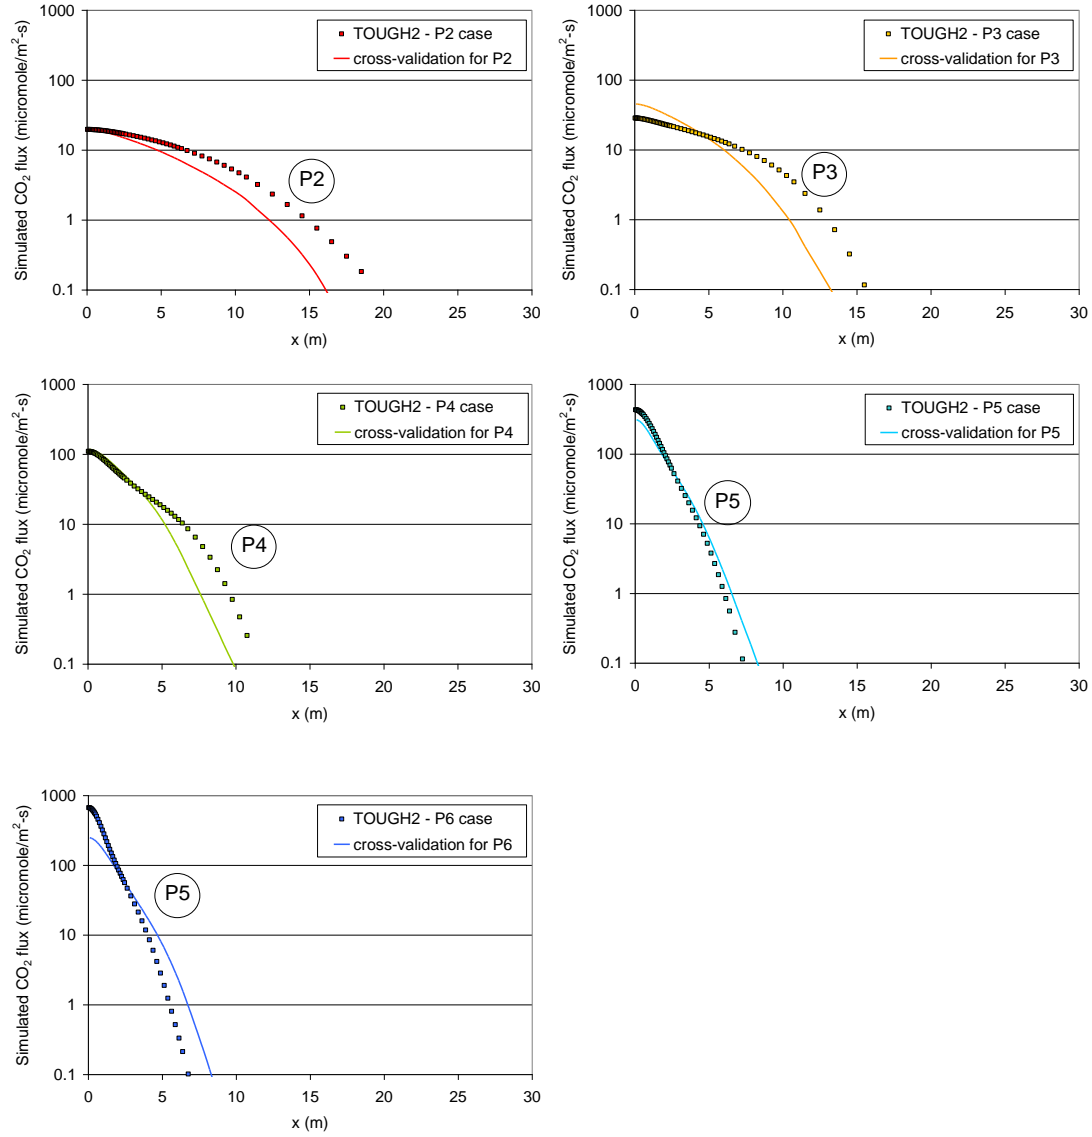 1000
100
10
1
0.1
Simulated CO2 flux (micromole/m2-s)
TOUGH2 - P2 case
cross-validation for P2
P2
0 5 10 15 20 25 30
x (m)
1000
100
10
1
0.1
Simulated CO2 flux (micromole/m2-s)
TOUGH2 - P3 case
cross-validation for P3
P3
0 5 10 15 20 25 30
x (m)
1000
100
10
1
0.1
Simulated CO2 flux (micromole/m2-s)
TOUGH2 - P4 case
cross-validation for P4
P4
0 5 10 15 20 25 30
x (m)
1000
100
10
1
0.1
Simulated CO2 flux (micromole/m2-s)
TOUGH2 - P5 case
cross-validation for P5
P5
0 5 10 15 20 25 30
x (m)
1000
100
10
1
0.1
Simulated CO2 flux (micromole/m2-s)
TOUGH2 - P6 case
cross-validation for P6
P5
0 5 10 15 20 25 30
x (m)